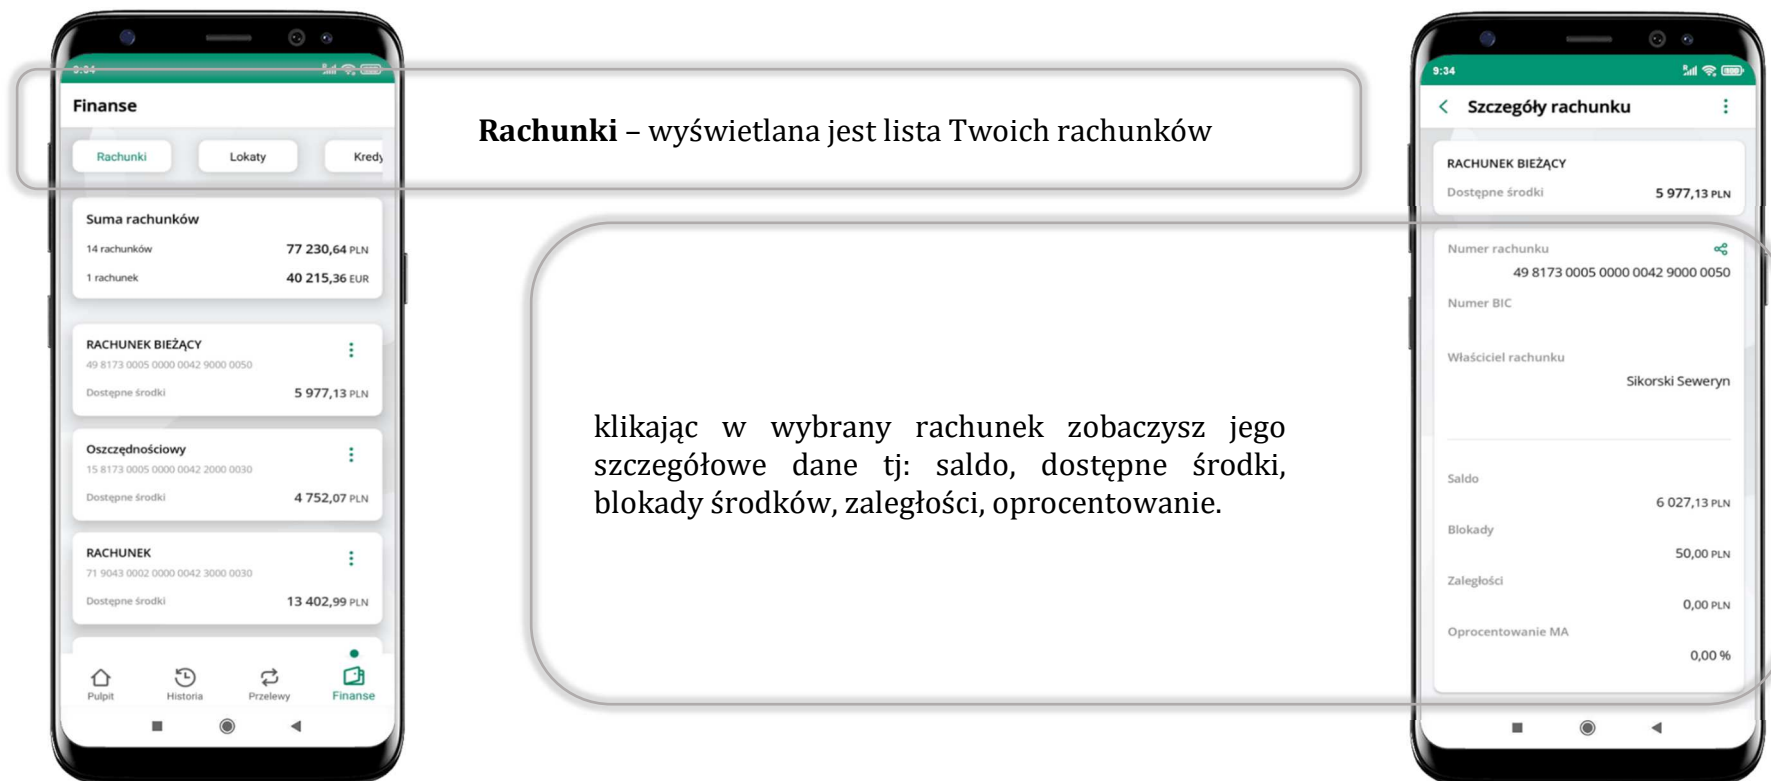 9:34
Finanse
Rachunki
Lokaty
Kredy
Suma rachunków
14 rachunków 77 230,64 PLN
1 rachunek 40 215,36 EUR
RACHUNEK BIEŻĄCY
49 8173 0005 0000 0042 9000 0050
Dostępne środki 5 977,13 PLN
Oszczędnościowy
15 8173 0005 0000 0042 2000 0030
Dostępne środki 4 752,07 PLN
RACHUNEK
71 9043 0002 0000 0042 3000 0030
Dostępne środki 13 402,99 PLN
Pulpit Historia Przelewy Finanse
Rachunki – wyświetlana jest lista Twoich rachunków
klikając w wybrany rachunek zobaczysz jego
szczegółowe dane tj: saldo, dostępne środki,
blokady środków, zaległości, oprocentowanie.
9:34
Szczegóły rachunku
RACHUNEK BIEŻĄCY
Dostępne środki 5 977,13 PLN
Numer rachunku
49 8173 0005 0000 0042 9000 0050
Numer BIC
Właściciel rachunku
Sikorski Seweryn
Saldo
6 027,13 PLN
Blokady
50,00 PLN
Zaległości
0,00 PLN
Oprocentowanie MA
0,00 %